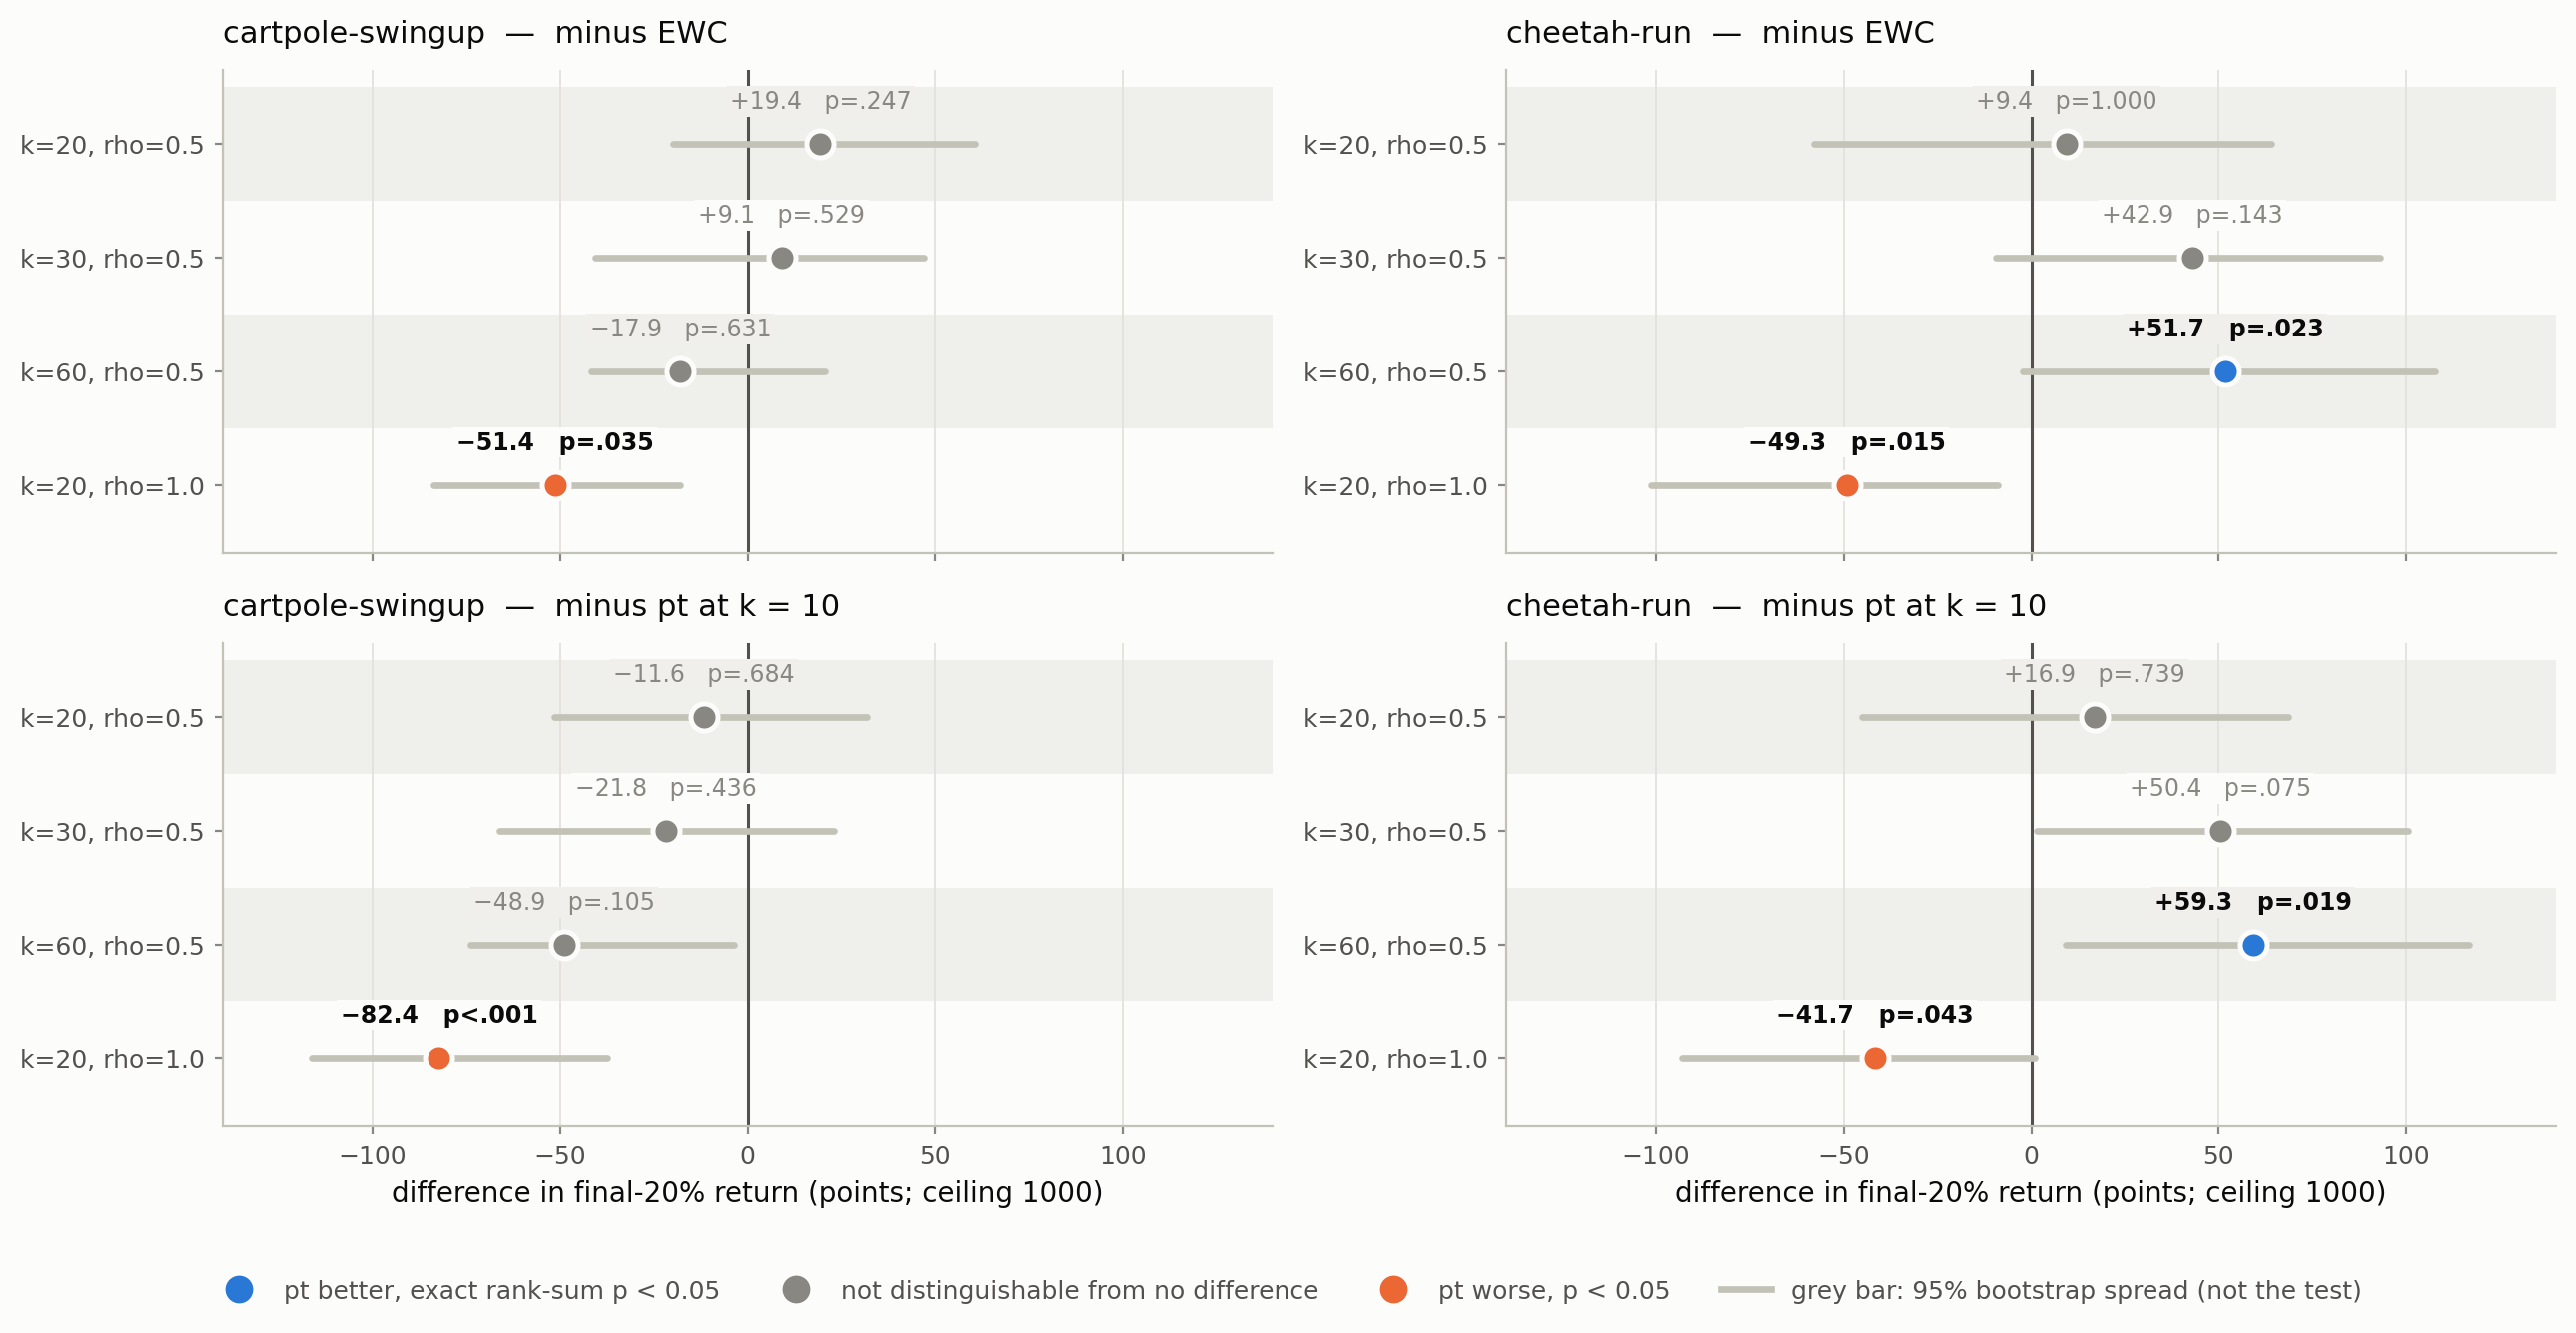 cartpole-swingup — minus EWC
+19.4 p=.247
k=20, rho=0.5
+9.1 p=.529
k=30, rho=0.5
−17.9 p=.631
k=60, rho=0.5
−51.4 p=.035
k=20, rho=1.0
cheetah-run — minus EWC
+9.4 p=1.000
k=20, rho=0.5
+42.9 p=.143
k=30, rho=0.5
+51.7 p=.023
k=60, rho=0.5
−49.3 p=.015
k=20, rho=1.0
cartpole-swingup — minus pt at k = 10
−11.6 p=.684
k=20, rho=0.5
−21.8 p=.436
k=30, rho=0.5
−48.9 p=.105
k=60, rho=0.5
−82.4 p<.001
k=20, rho=1.0
−100 −50 0 50 100
difference in final-20% return (points; ceiling 1000)
cheetah-run — minus pt at k = 10
+16.9 p=.739
k=20, rho=0.5
+50.4 p=.075
k=30, rho=0.5
+59.3 p=.019
k=60, rho=0.5
−41.7 p=.043
k=20, rho=1.0
−100 −50 0 50 100
difference in final-20% return (points; ceiling 1000)
pt better, exact rank-sum p < 0.05
not distinguishable from no difference
pt worse, p < 0.05
grey bar: 95% bootstrap spread (not the test)